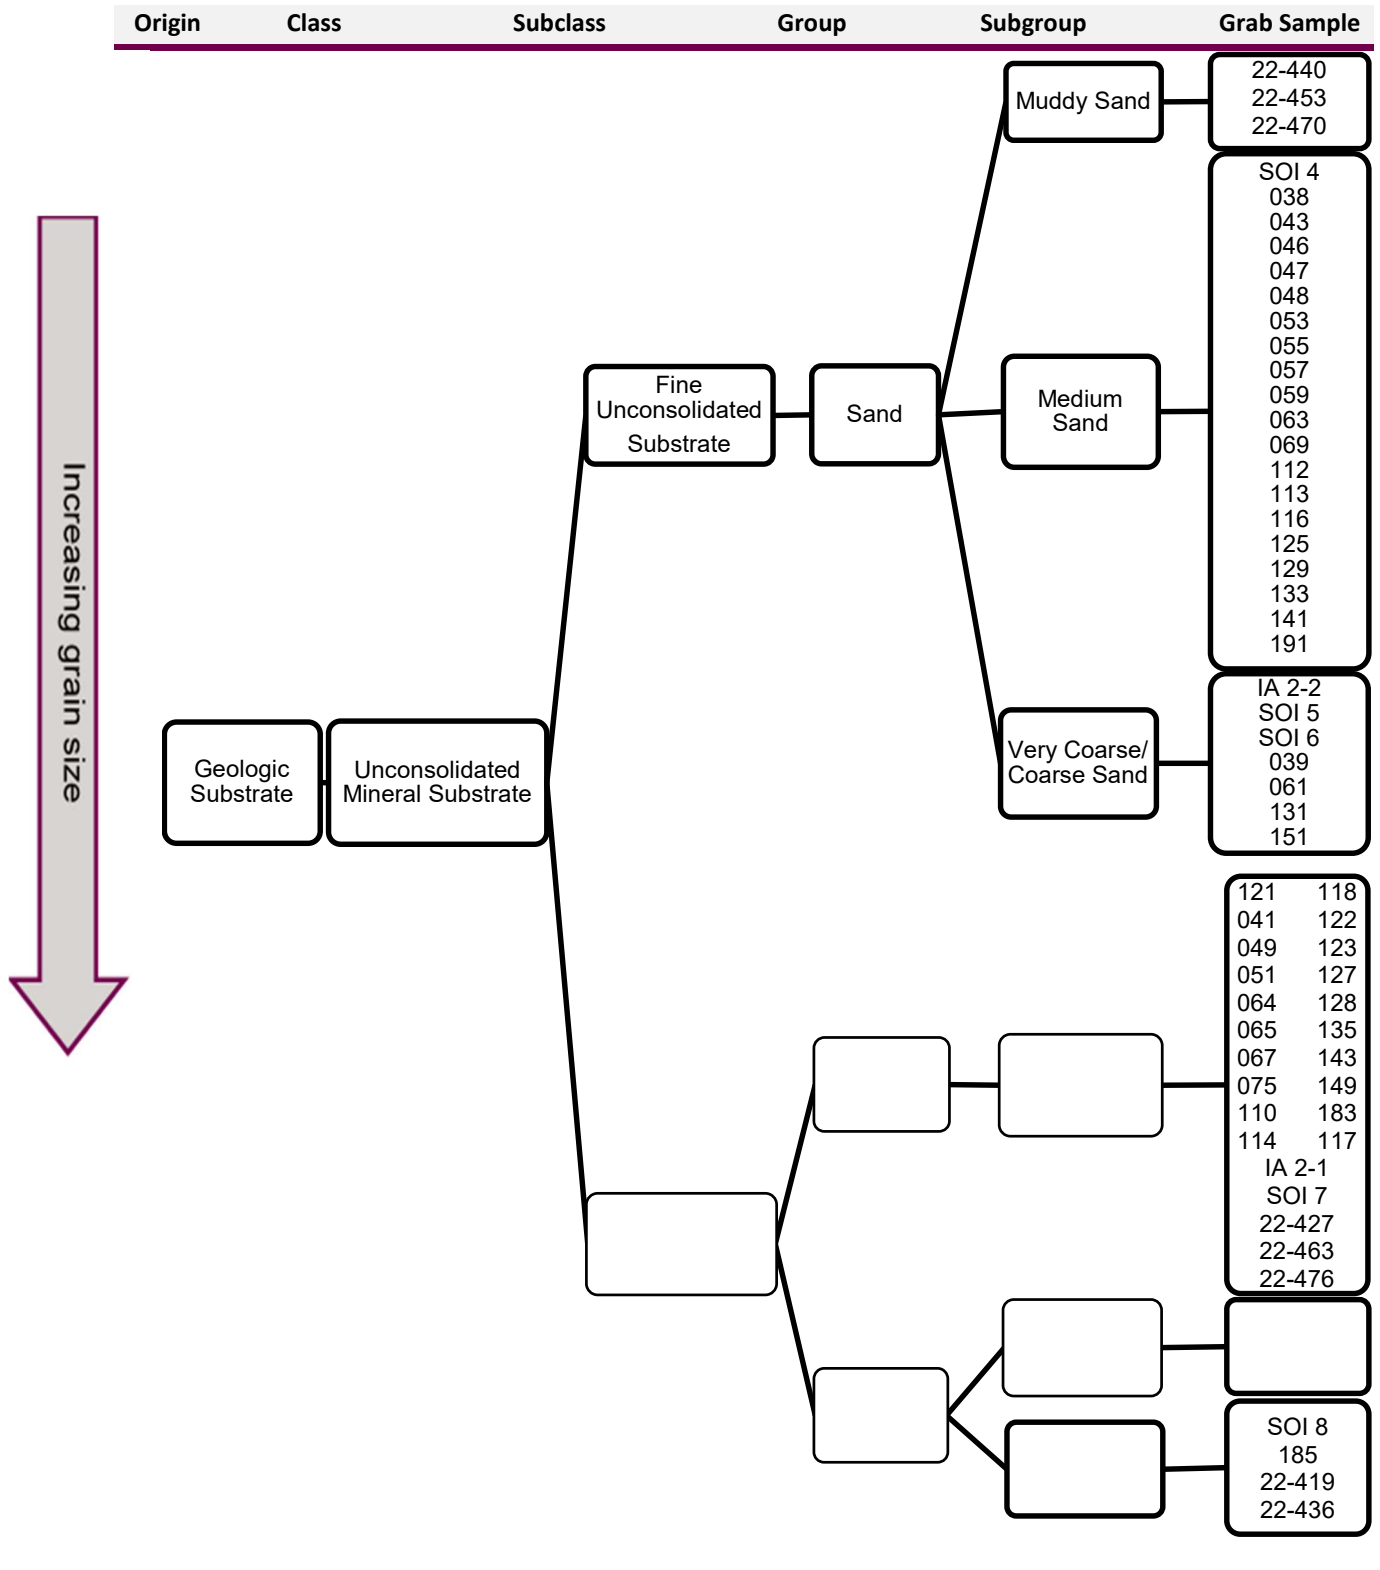 Origin Class Subclass Group Subgroup Grab Sample
Increasing grain size
Geologic
Substrate
Unconsolidated
Mineral Substrate
Fine
Unconsolidated
Substrate
Sand
Muddy Sand
22-440
22-453
22-470
Medium
Sand
SOI 4
038
043
046
047
048
053
055
057
059
063
069
112
113
116
125
129
133
141
191
Very Coarse/
Coarse Sand
IA 2-2
SOI 5
SOI 6
039
061
131
151
121 118
041 122
049 123
051 127
064 128
065 135
067 143
075 149
110 183
114 117
IA 2-1
SOI 7
22-427
22-463
22-476
SOI 8
185
22-419
22-436